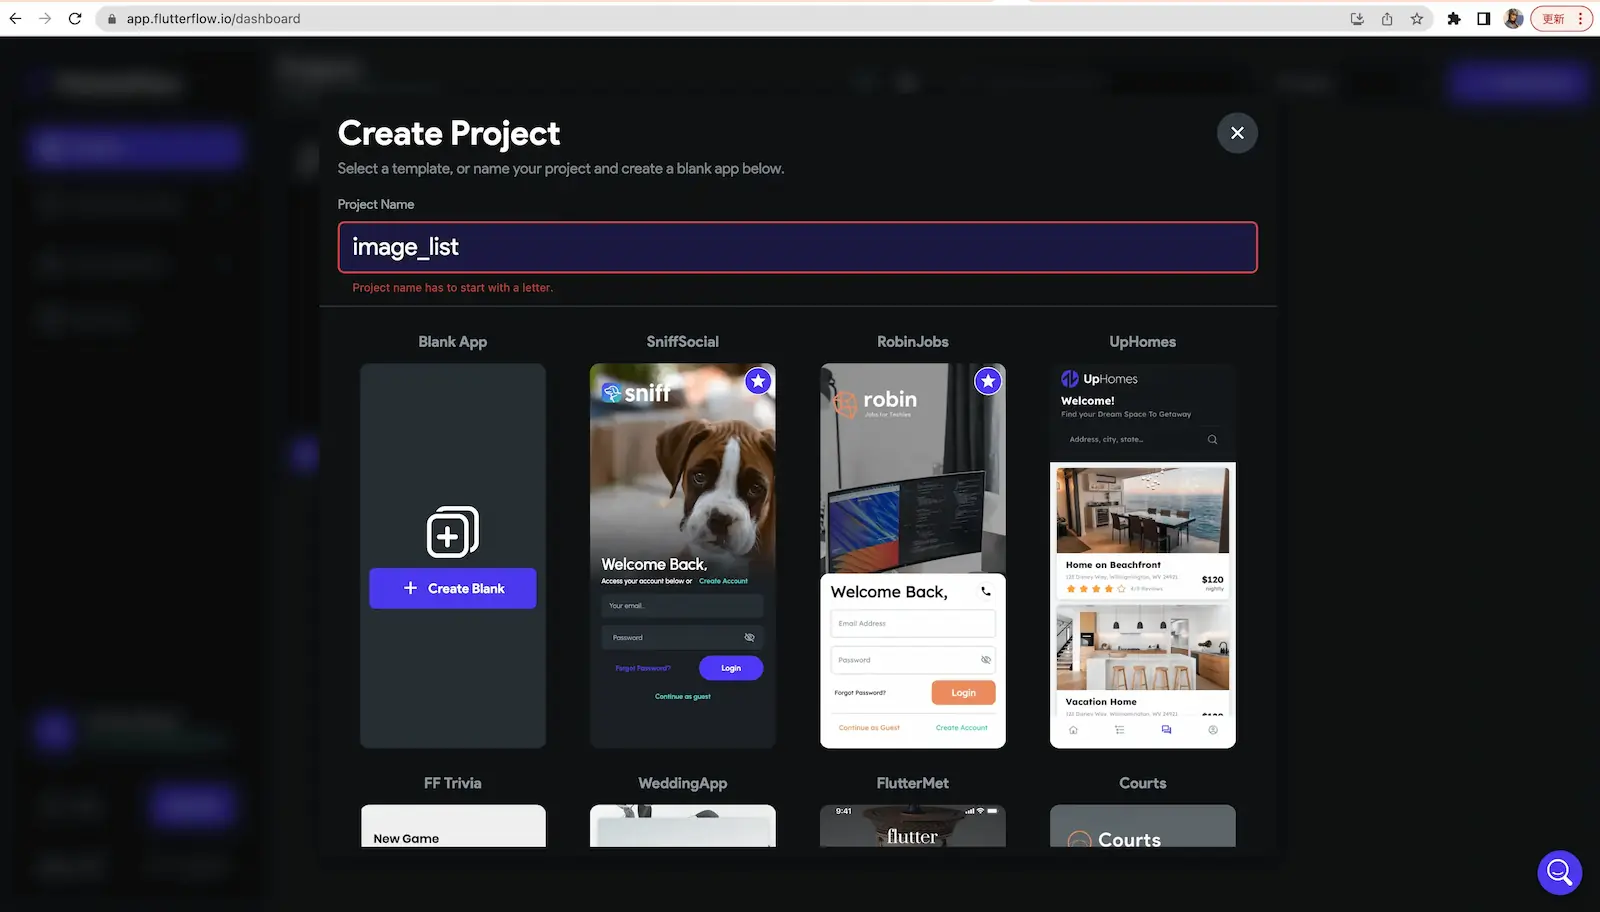 app.flutterflow.io/dashboard
更新
Create Project
Select a template, or name your project and create a blank app below.
Project Name
image_list
Project name has to start with a letter.
Blank App
SniffSocial
RobinJobs
UpHomes
+ Create Blank
sniff
Welcome Back,
Access your account below or Create Account
Your email..
Password
Forgot Password?
Login
Continue as guest
robin
Jobs for Techies
Welcome Back,
Email Address
Password
Forgot Password?
Login
Continue as Guest
Create Account
UpHomes
Welcome!
Find your Dream Space To Getaway
Address, city, state...
Home on Beachfront
$120
nightly
4/5 Reviews
Vacation Home
FF Trivia
WeddingApp
FlutterMet
Courts
New Game
9:41
flutter
Courts